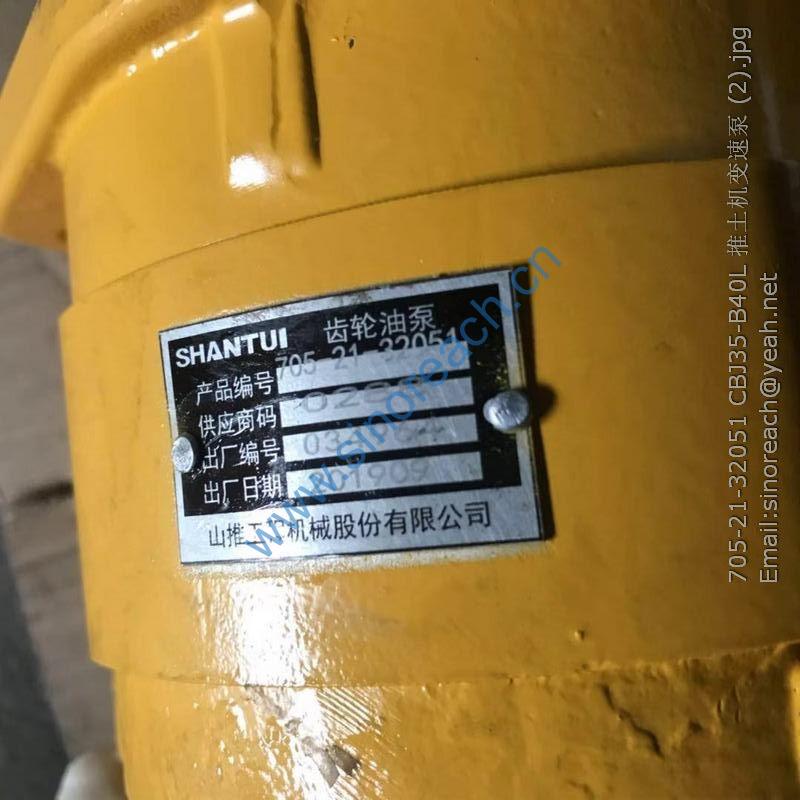 SHANTUI 齿轮油泵
产品编号 705-21-32051
供应商码
出厂编号
出厂日期 1909
山推工程机械股份有限公司
www.sinoreach.cn
705-21-32051 CBJ35-B40L 推土机变速泵 (2).jpg
Email:sinoreach@yeah.net